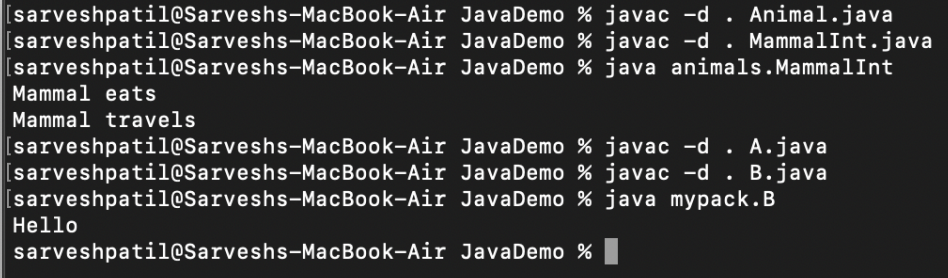 [sarveshpatil@Sarveshs-MacBook-Air JavaDemo % javac -d . Animal.java
[sarveshpatil@Sarveshs-MacBook-Air JavaDemo % javac -d . MammalInt.java
[sarveshpatil@Sarveshs-MacBook-Air JavaDemo % java animals.MammalInt
Mammal eats
Mammal travels
[sarveshpatil@Sarveshs-MacBook-Air JavaDemo % javac -d . A.java
[sarveshpatil@Sarveshs-MacBook-Air JavaDemo % javac -d . B.java
[sarveshpatil@Sarveshs-MacBook-Air JavaDemo % java mypack.B
Hello
sarveshpatil@Sarveshs-MacBook-Air JavaDemo %